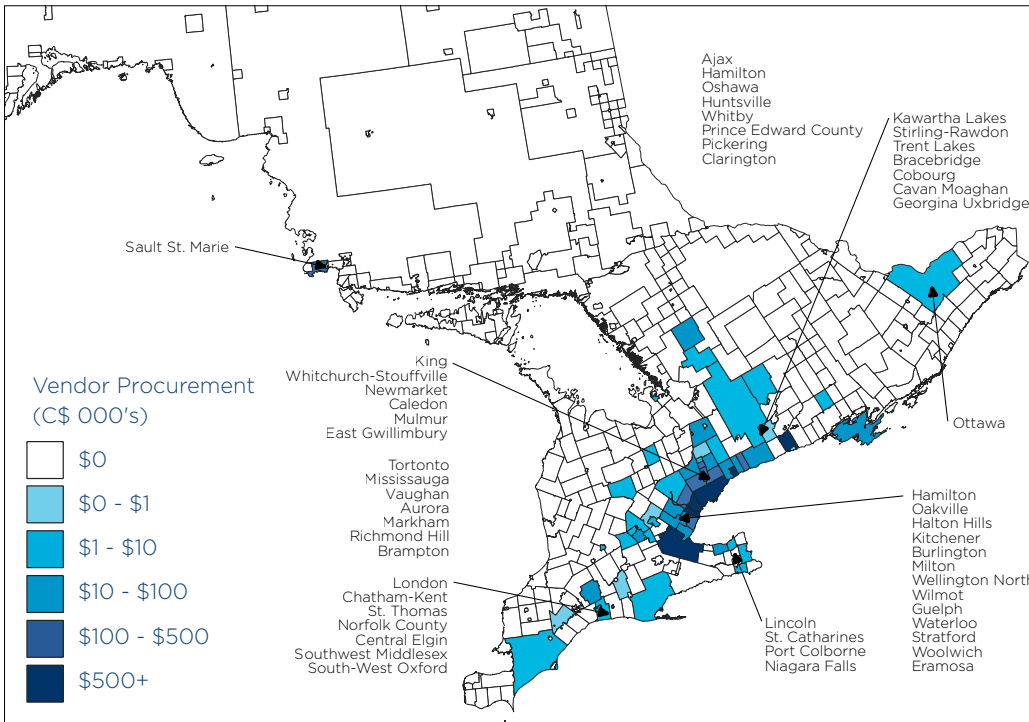 Ajax
Hamilton
Oshawa
Huntsville
Whitby
Prince Edward County
Pickering
Clarington
Kawartha Lakes
Stirling-Rawdon
Trent Lakes
Bracebridge
Cobourg
Cavan Moaghan
Georgina Uxbridge
Sault St. Marie
Ottawa
King
Whitchurch-Stouffville
Newmarket
Caledon
Mulmur
East Gwillimbury
Tortonto
Mississauga
Vaughan
Aurora
Markham
Richmond Hill
Brampton
London
Chatham-Kent
St. Thomas
Norfolk County
Central Elgin
Southwest Middlesex
South-West Oxford
Vendor Procurement
(C$ 000's)
$0
$0 - $1
$1 - $10
$10 - $100
$100 - $500
$500+
Lincoln
St. Catharines
Port Colborne
Niagara Falls
Hamilton
Oakville
Halton Hills
Kitchener
Burlington
Milton
Wellington North
Wilmot
Guelph
Waterloo
Stratford
Woolwich
Eramosa